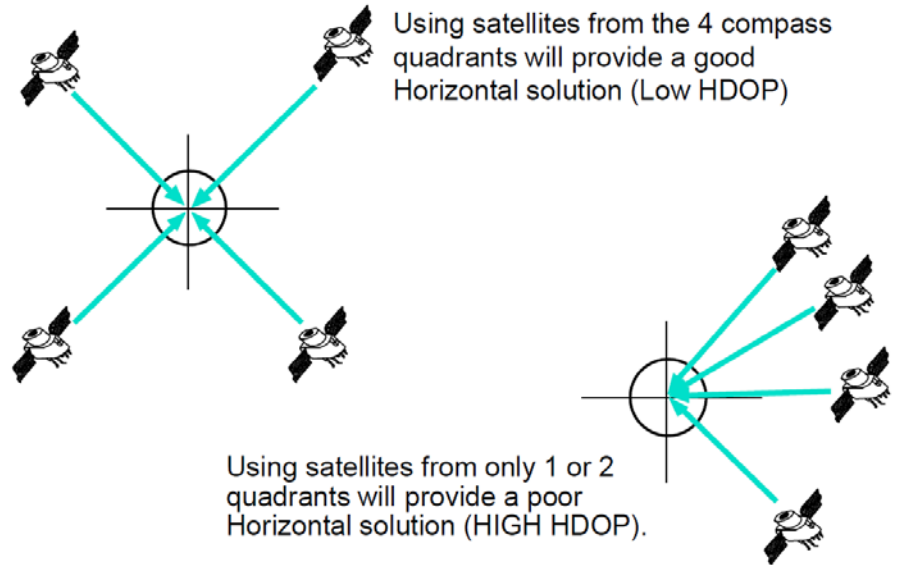 Using satellites from the 4 compass
quadrants will provide a good
Horizontal solution (Low HDOP)
Using satellites from only 1 or 2
quadrants will provide a poor
Horizontal solution (HIGH HDOP).